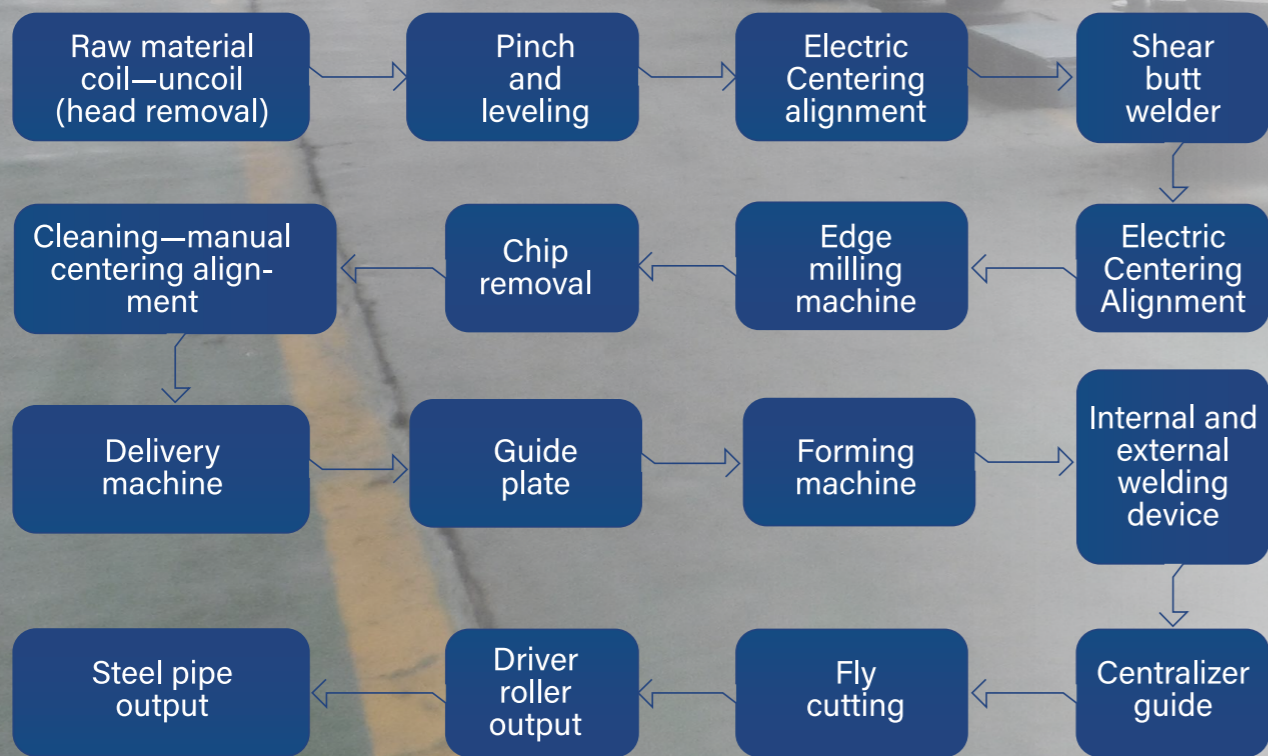 Raw material
coil—uncoil
(head removal)
Pinch
and
leveling
Electric
Centering
alignment
Shear
butt
welder
Electric
Centering
Alignment
Edge
milling
machine
Chip
removal
Cleaning—manual
centering align-
ment
Delivery
machine
Guide
plate
Forming
machine
Internal and
external
welding
device
Centralizer
guide
Fly
cutting
Driver
roller
output
Steel pipe
output